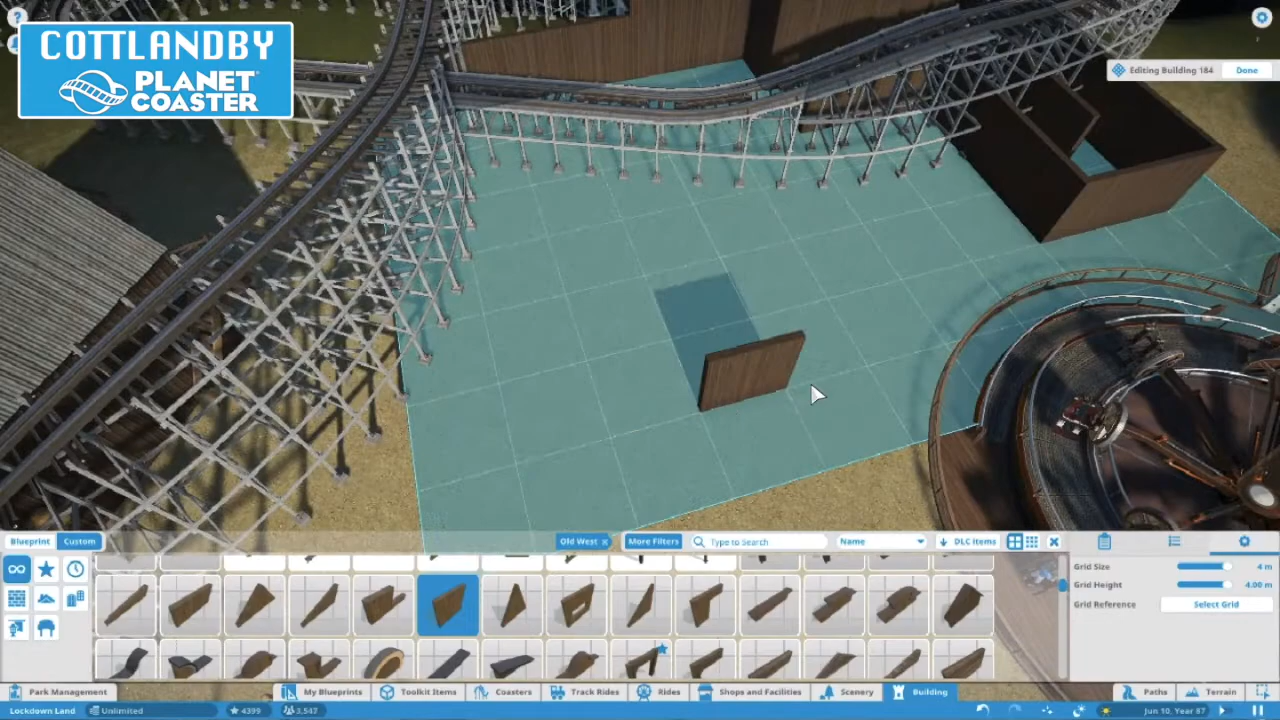 COTTLANDBY
PLANET
COASTER
?
Editing Building 184
Done
Blueprint
Custom
Old West x
More Filters
Type to Search
Name
DLC Items
Grid Size
4 m
Grid Height
4.00 m
Grid Reference
Select Grid
Park Management
My Blueprints
Toolkit Items
Coasters
Track Rides
Rides
Shops and Facilities
Scenery
Building
Paths
Terrain
Lockdown Land
Unlimited
4399
3,547
Jun 10, Year 87